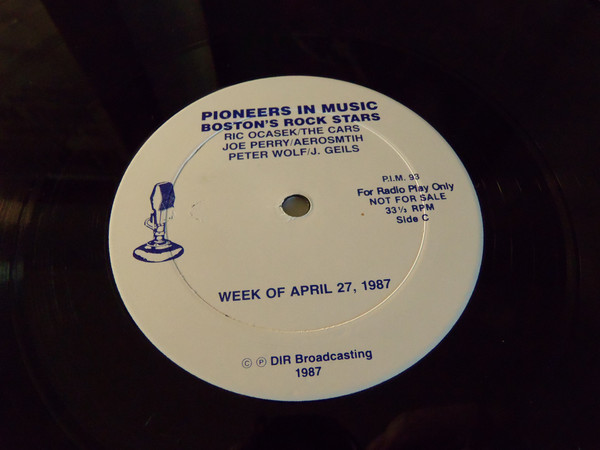 PIONEERS IN MUSIC
BOSTON'S ROCK STARS
RIC OCASEK/THE CARS
JOE PERRY/AEROSMTIH
PETER WOLF/J. GEILS
P.I.M. 93
For Radio Play Only
NOT FOR SALE
33⅓ RPM
Side C
WEEK OF APRIL 27, 1987
© ℗ DIR Broadcasting
1987